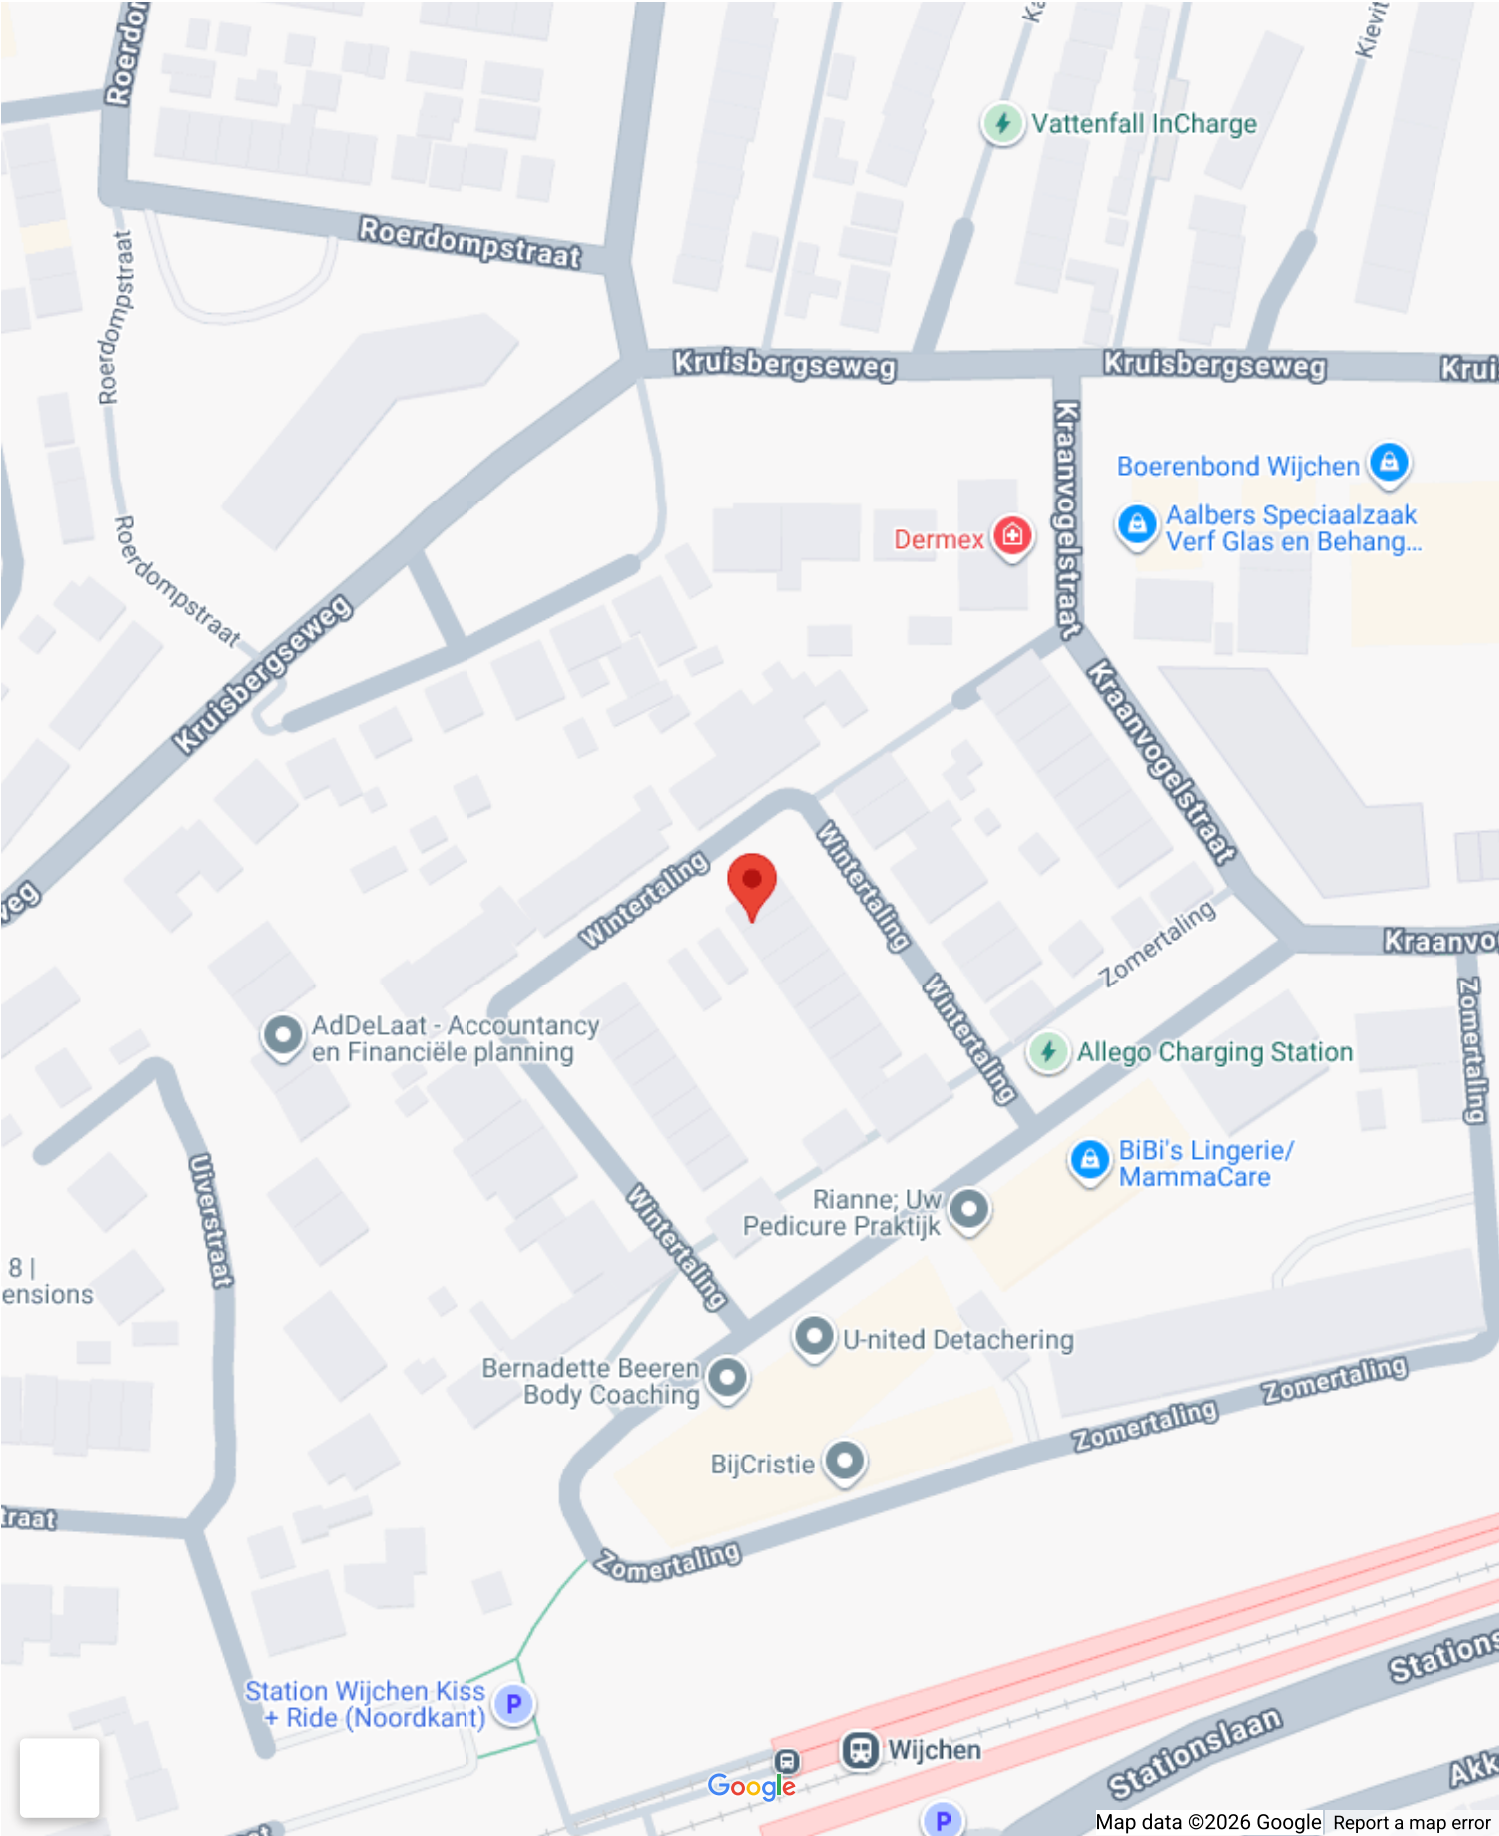 Roerdompstraat
Vattenfall InCharge
Roerdompstraat
Roerdompstraat
Kruisbergseweg
Kruisbergseweg
Kraanvogelstraat
Boerenbond Wijchen
Aalbers Speciaalzaak
Verf Glas en Behang...
Dermex
Kruisbergseweg
Kraanvogelstraat
Wintertaling
Wintertaling
Zomertaling
Wintertaling
Zomertaling
AdDeLaat - Accountancy
en Financiële planning
Allego Charging Station
BiBi's Lingerie/
MammaCare
Uiverstraat
Rianne; Uw
Pedicure Praktijk
Wintertaling
8 |
ensions
U-nited Detachering
Bernadette Beeren
Body Coaching
Zomertaling
Zomertaling
BijCristie
traat
Zomertaling
Stations
Station Wijchen Kiss
+ Ride (Noordkant)
P
Wijchen
Stationslaan
Google
Akk
P
Map data ©2026 Google
Report a map error